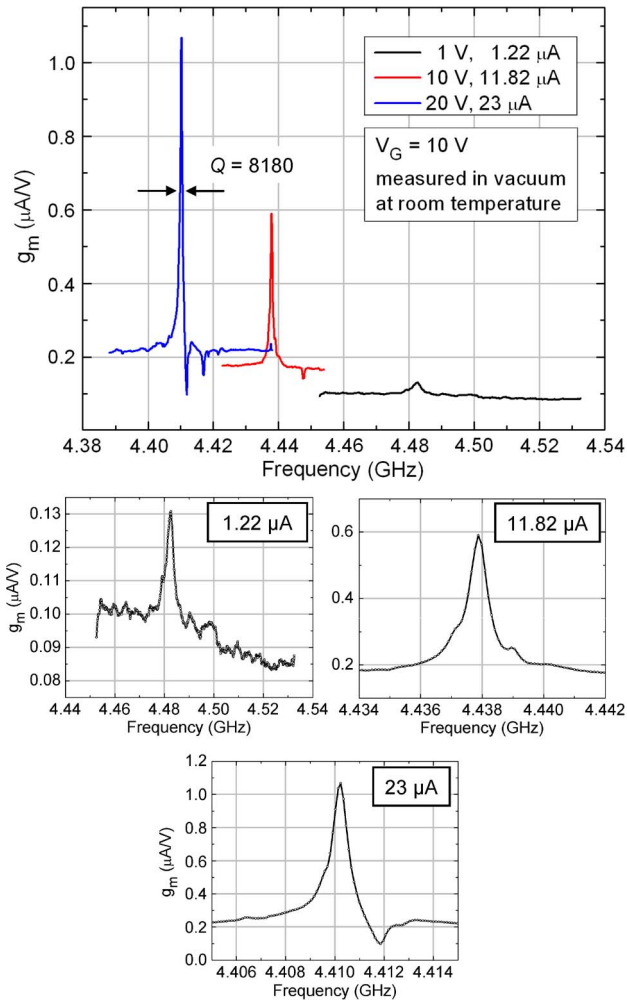 1 V, 1.22 μA
10 V, 11.82 μA
20 V, 23 μA
V_G = 10 V
measured in vacuum
at room temperature
Q = 8180
g_m (μA/V)
1.0
0.8
0.6
0.4
0.2
4.38 4.40 4.42 4.44 4.46 4.48 4.50 4.52 4.54
Frequency (GHz)
1.22 μA
g_m (μA/V)
0.13
0.12
0.11
0.10
0.09
0.08
4.44 4.46 4.48 4.50 4.52 4.54
Frequency (GHz)
11.82 μA
0.6
0.4
0.2
4.434 4.436 4.438 4.440 4.442
Frequency (GHz)
23 μA
g_m (μA/V)
1.2
1.0
0.8
0.6
0.4
0.2
0.0
4.406 4.408 4.410 4.412 4.414
Frequency (GHz)